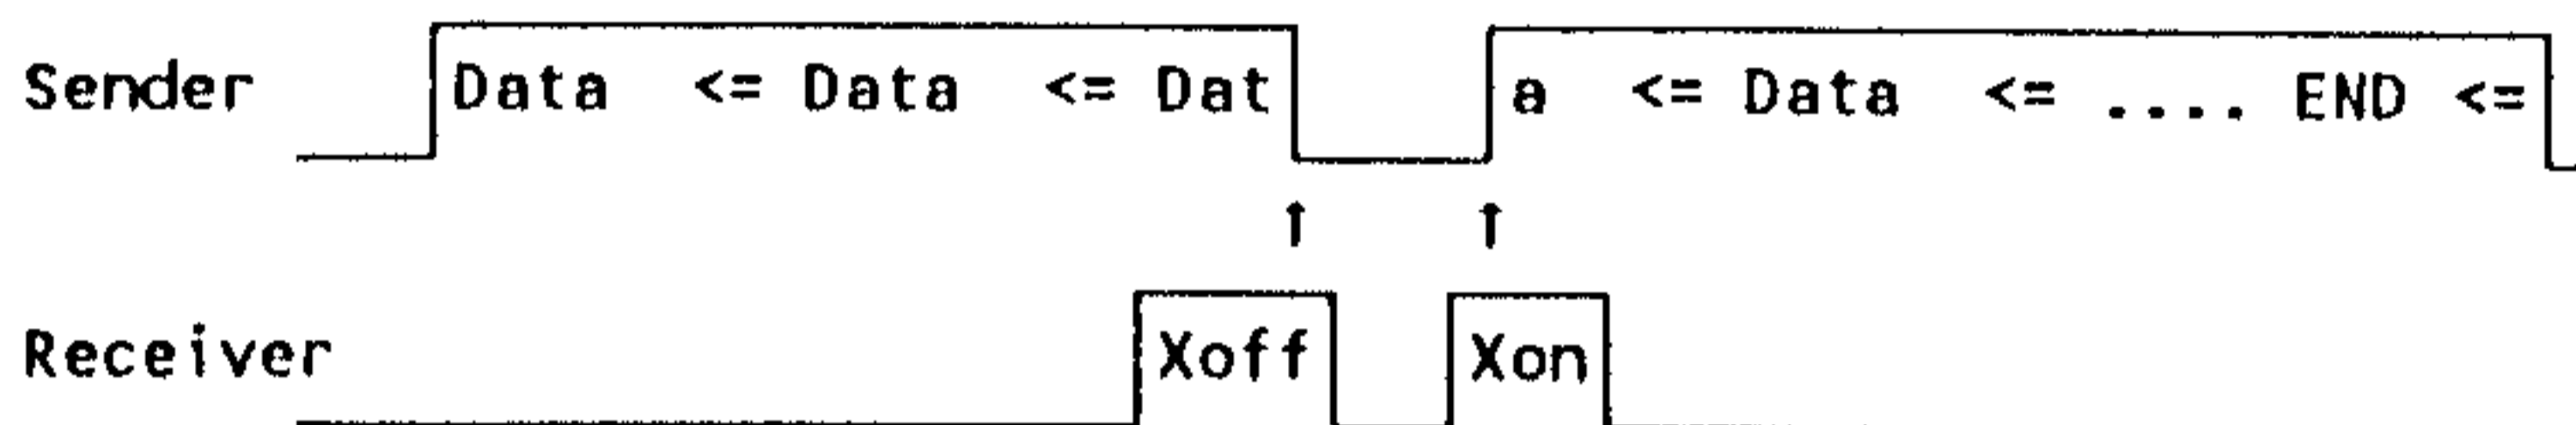 Sender Data <= Data <= Dat a <= Data <= .... END <=
↑ ↑
Receiver Xoff Xon